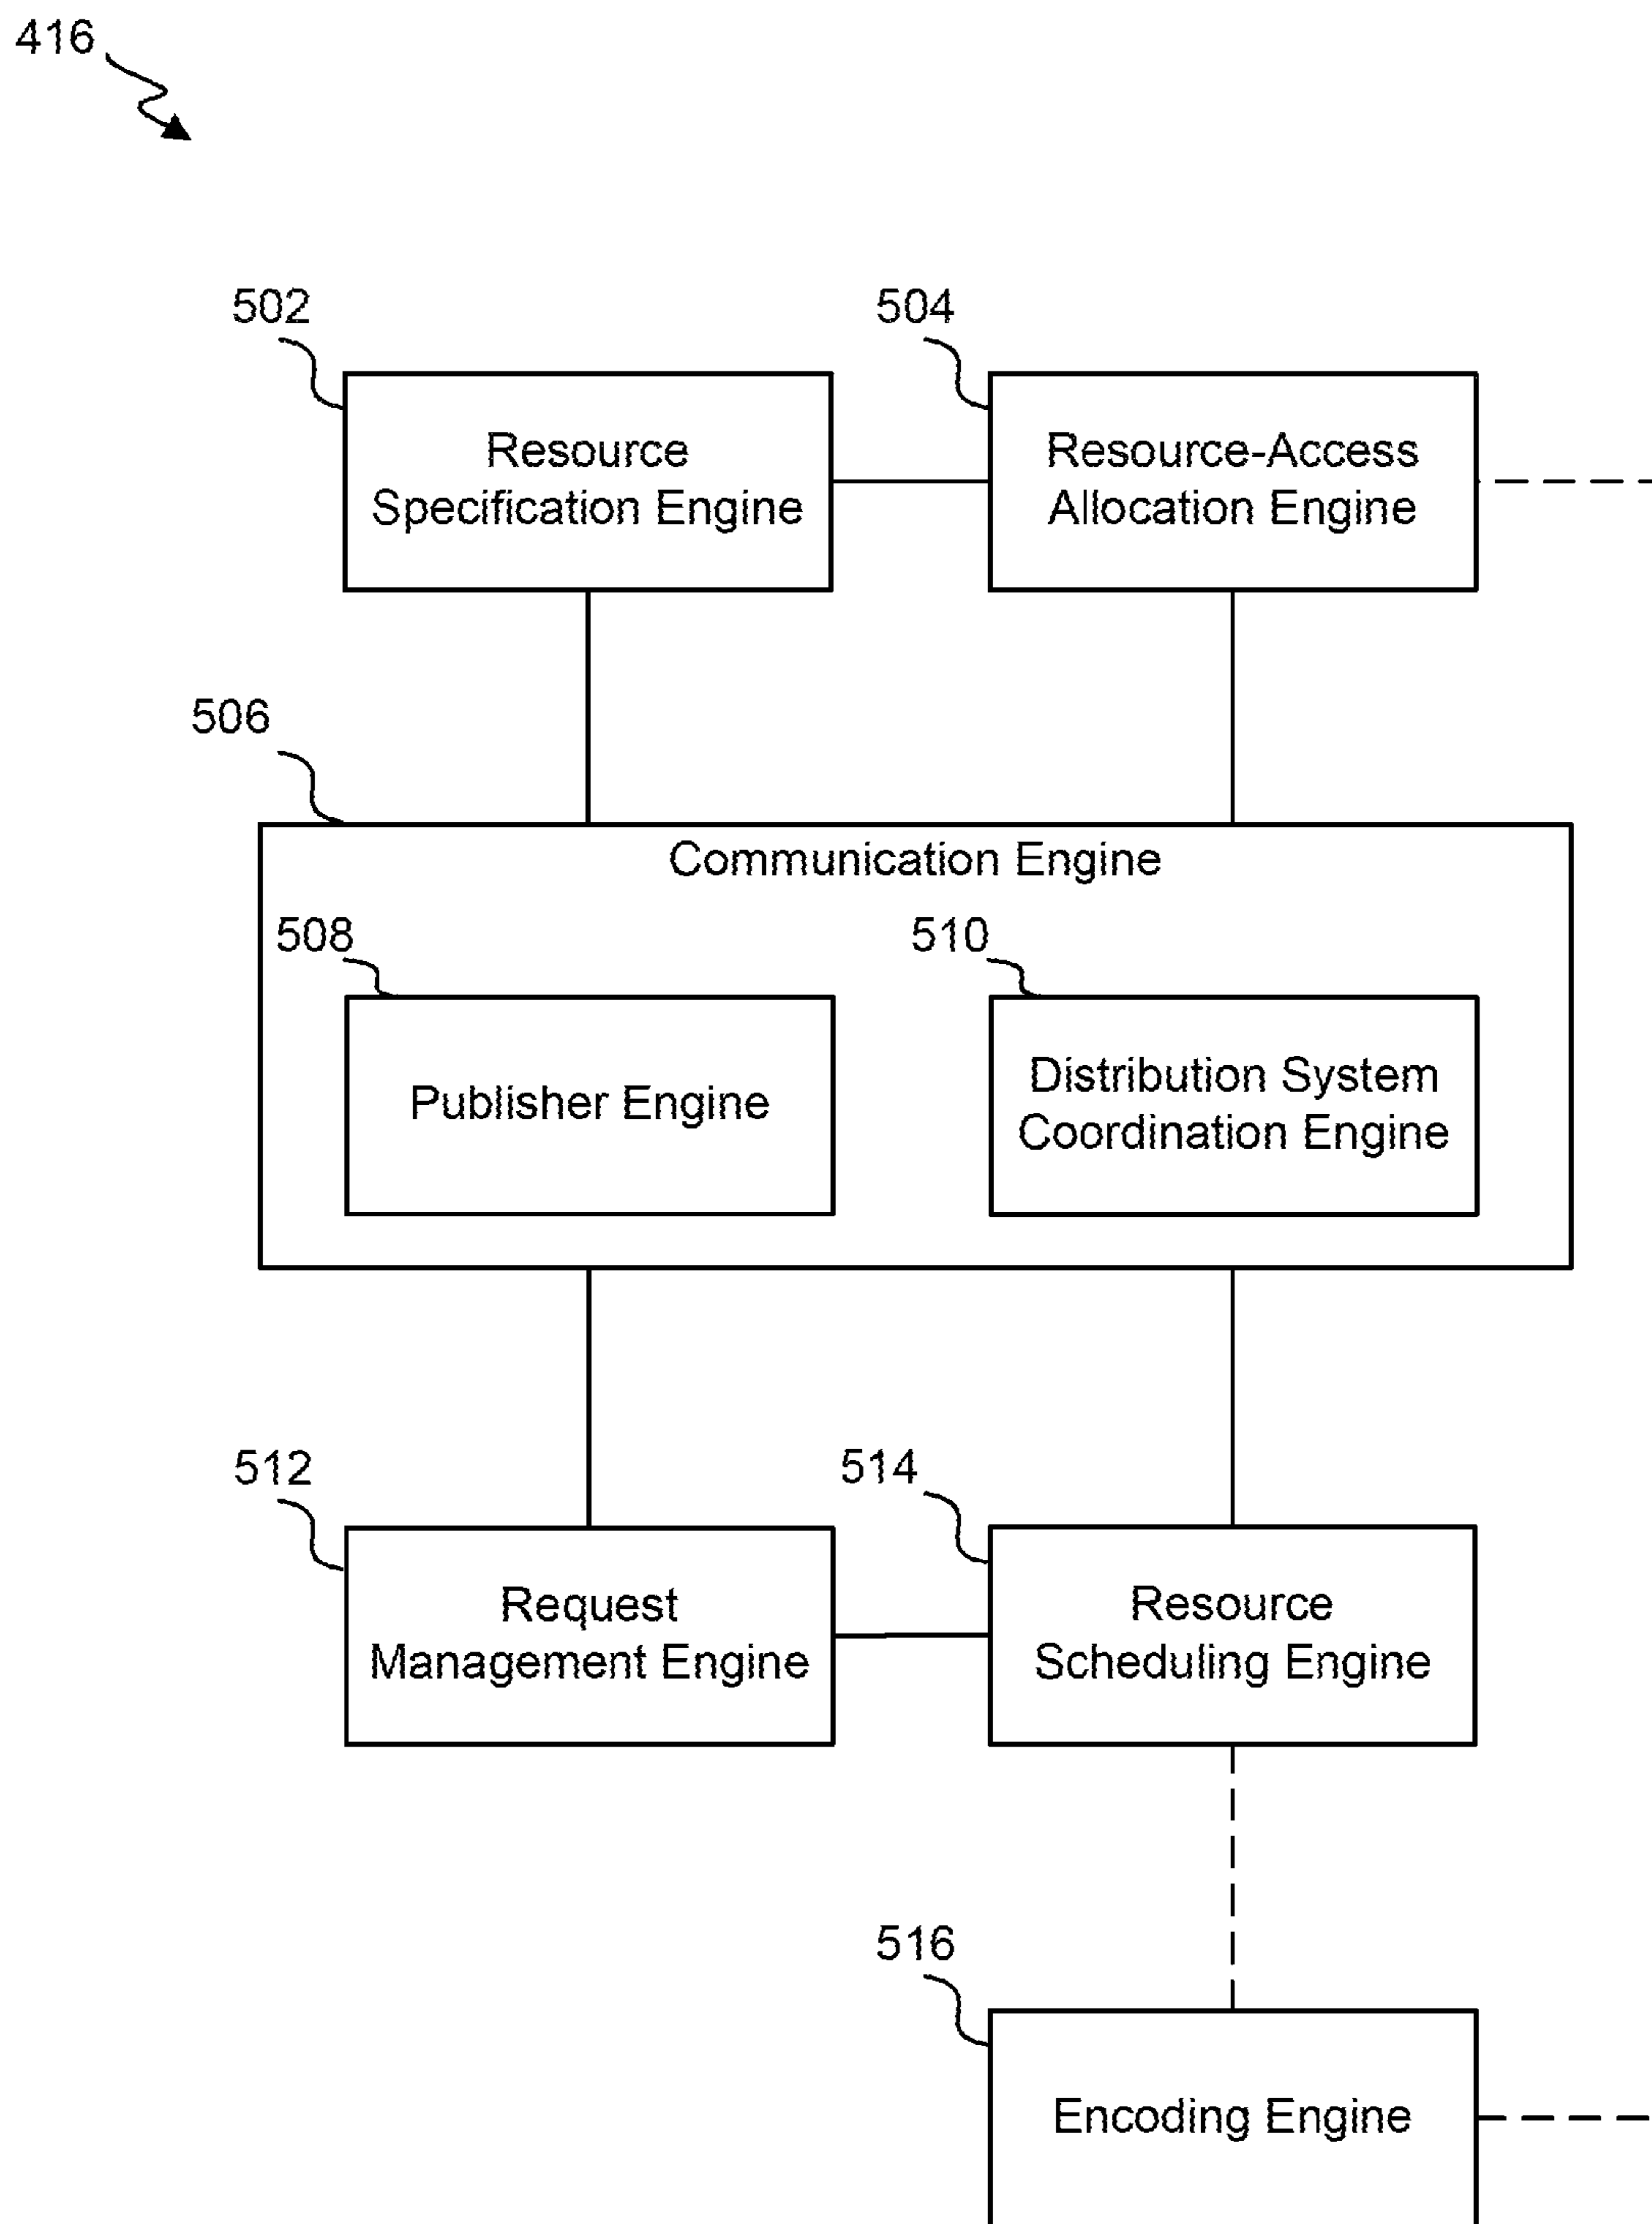 416
502
504
Resource
Specification Engine
Resource-Access
Allocation Engine
506
Communication Engine
508
510
Publisher Engine
Distribution System
Coordination Engine
512
514
Request
Management Engine
Resource
Scheduling Engine
516
Encoding Engine